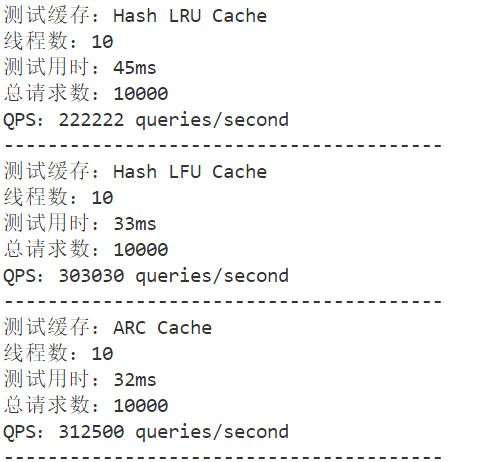 测试缓存：Hash LRU Cache
线程数：10
测试用时：45ms
总请求数：10000
QPS：222222 queries/second
----------------------------------------
测试缓存：Hash LFU Cache
线程数：10
测试用时：33ms
总请求数：10000
QPS：303030 queries/second
----------------------------------------
测试缓存：ARC Cache
线程数：10
测试用时：32ms
总请求数：10000
QPS：312500 queries/second
----------------------------------------